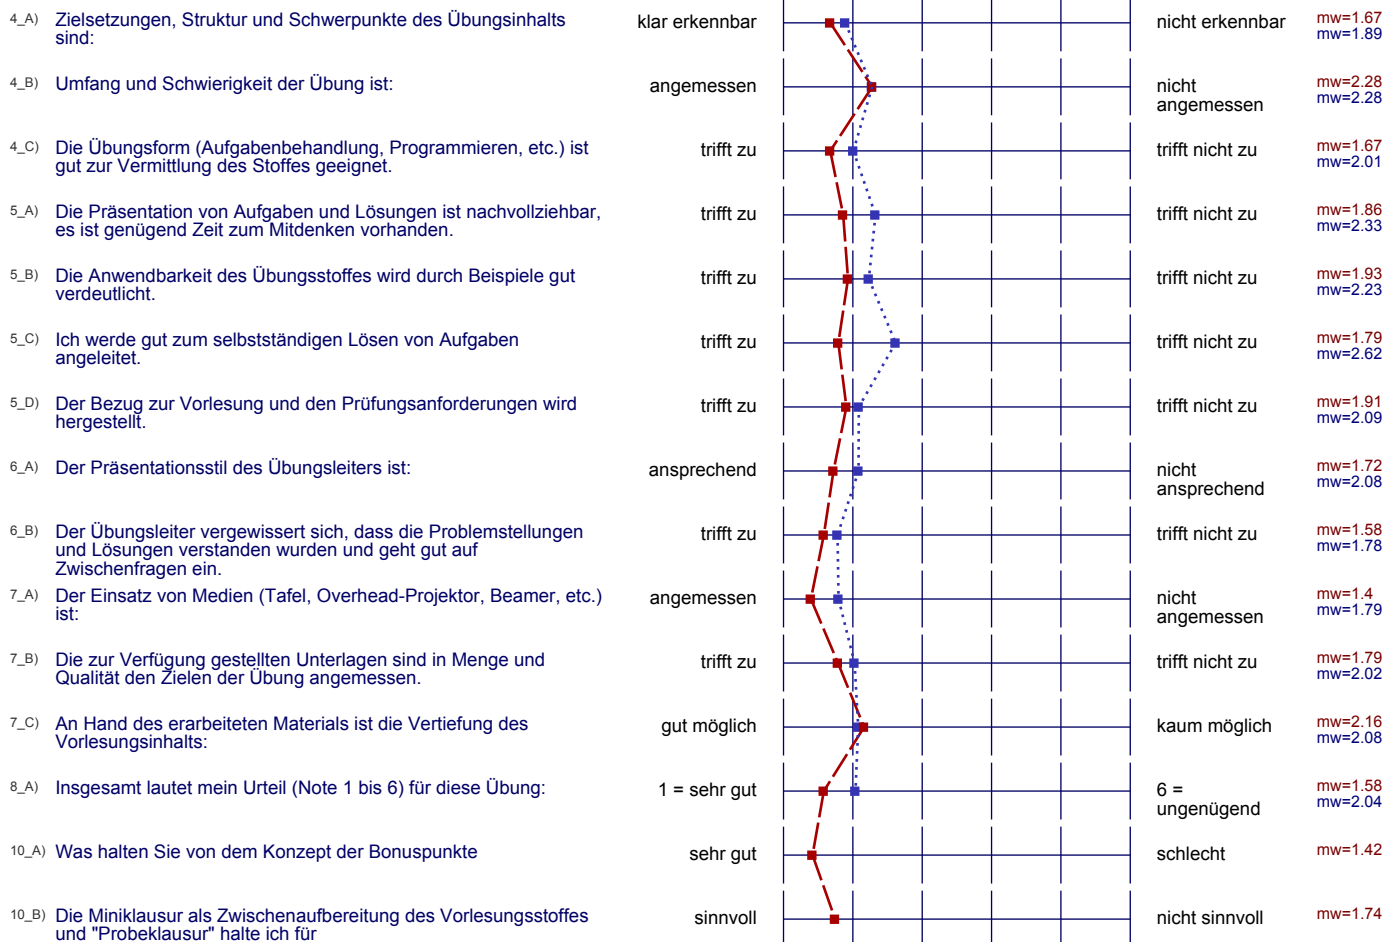 4_A) Zielsetzungen, Struktur und Schwerpunkte des Übungsinhalts klar erkennbar nicht erkennbar mw=1.67
sind: mw=1.89
4_B) Umfang und Schwierigkeit der Übung ist: angemessen nicht mw=2.28
angemessen mw=2.28
4_C) Die Übungsform (Aufgabenbehandlung, Programmieren, etc.) ist trifft zu trifft nicht zu mw=1.67
gut zur Vermittlung des Stoffes geeignet. mw=2.01
5_A) Die Präsentation von Aufgaben und Lösungen ist nachvollziehbar, trifft zu trifft nicht zu mw=1.86
es ist genügend Zeit zum Mitdenken vorhanden. mw=2.33
5_B) Die Anwendbarkeit des Übungsstoffes wird durch Beispiele gut trifft zu trifft nicht zu mw=1.93
verdeutlicht. mw=2.23
5_C) Ich werde gut zum selbstständigen Lösen von Aufgaben trifft zu trifft nicht zu mw=1.79
angeleitet. mw=2.62
5_D) Der Bezug zur Vorlesung und den Prüfungsanforderungen wird trifft zu trifft nicht zu mw=1.91
hergestellt. mw=2.09
6_A) Der Präsentationsstil des Übungsleiters ist: ansprechend nicht mw=1.72
ansprechend mw=2.08
6_B) Der Übungsleiter vergewissert sich, dass die Problemstellungen trifft zu trifft nicht zu mw=1.58
und Lösungen verstanden wurden und geht gut auf mw=1.78
Zwischenfragen ein.
7_A) Der Einsatz von Medien (Tafel, Overhead-Projektor, Beamer, etc.) angemessen nicht mw=1.4
ist: angemessen mw=1.79
7_B) Die zur Verfügung gestellten Unterlagen sind in Menge und trifft zu trifft nicht zu mw=1.79
Qualität den Zielen der Übung angemessen. mw=2.02
7_C) An Hand des erarbeiteten Materials ist die Vertiefung des gut möglich kaum möglich mw=2.16
Vorlesungsinhalts: mw=2.08
8_A) Insgesamt lautet mein Urteil (Note 1 bis 6) für diese Übung: 1 = sehr gut 6 = mw=1.58
ungenügend mw=2.04
10_A) Was halten Sie von dem Konzept der Bonuspunkte sehr gut schlecht mw=1.42
10_B) Die Miniklausur als Zwischenaufbereitung des Vorlesungsstoffes sinnvoll nicht sinnvoll mw=1.74
und "Probeklausur" halte ich für